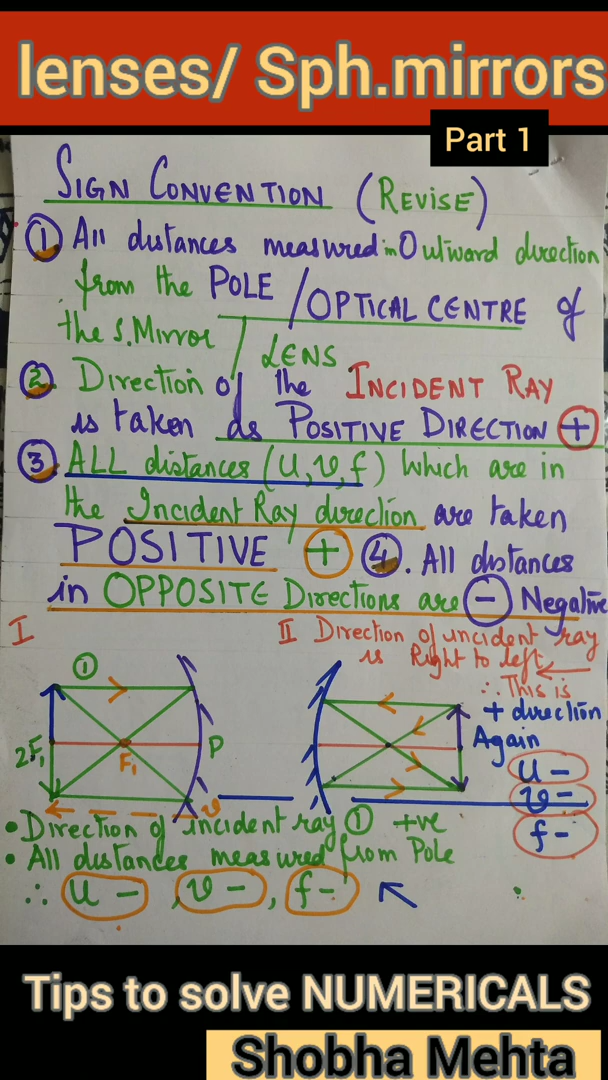 lenses/ Sph.mirrors
Part 1
SIGN CONVENTION (REVISE)
① All distances measured in Outward direction
from the POLE / OPTICAL CENTRE of
the S.Mirror / LENS
② Direction of the INCIDENT RAY
is taken as POSITIVE DIRECTION +
③ ALL distances (u,v,f) which are in
the Incident Ray direction are taken
POSITIVE + ④. All distances
in OPPOSITE Directions are - Negative
I
II Direction of incident ray
is Right to left ←
∴ This is
+ direction
Again
u -
v -
f -
①
2F₁
F₁
P
• Direction of incident ray ① +ve
• All distances measured from Pole
∴ u - , v - , f -
Tips to solve NUMERICALS
Shobha Mehta